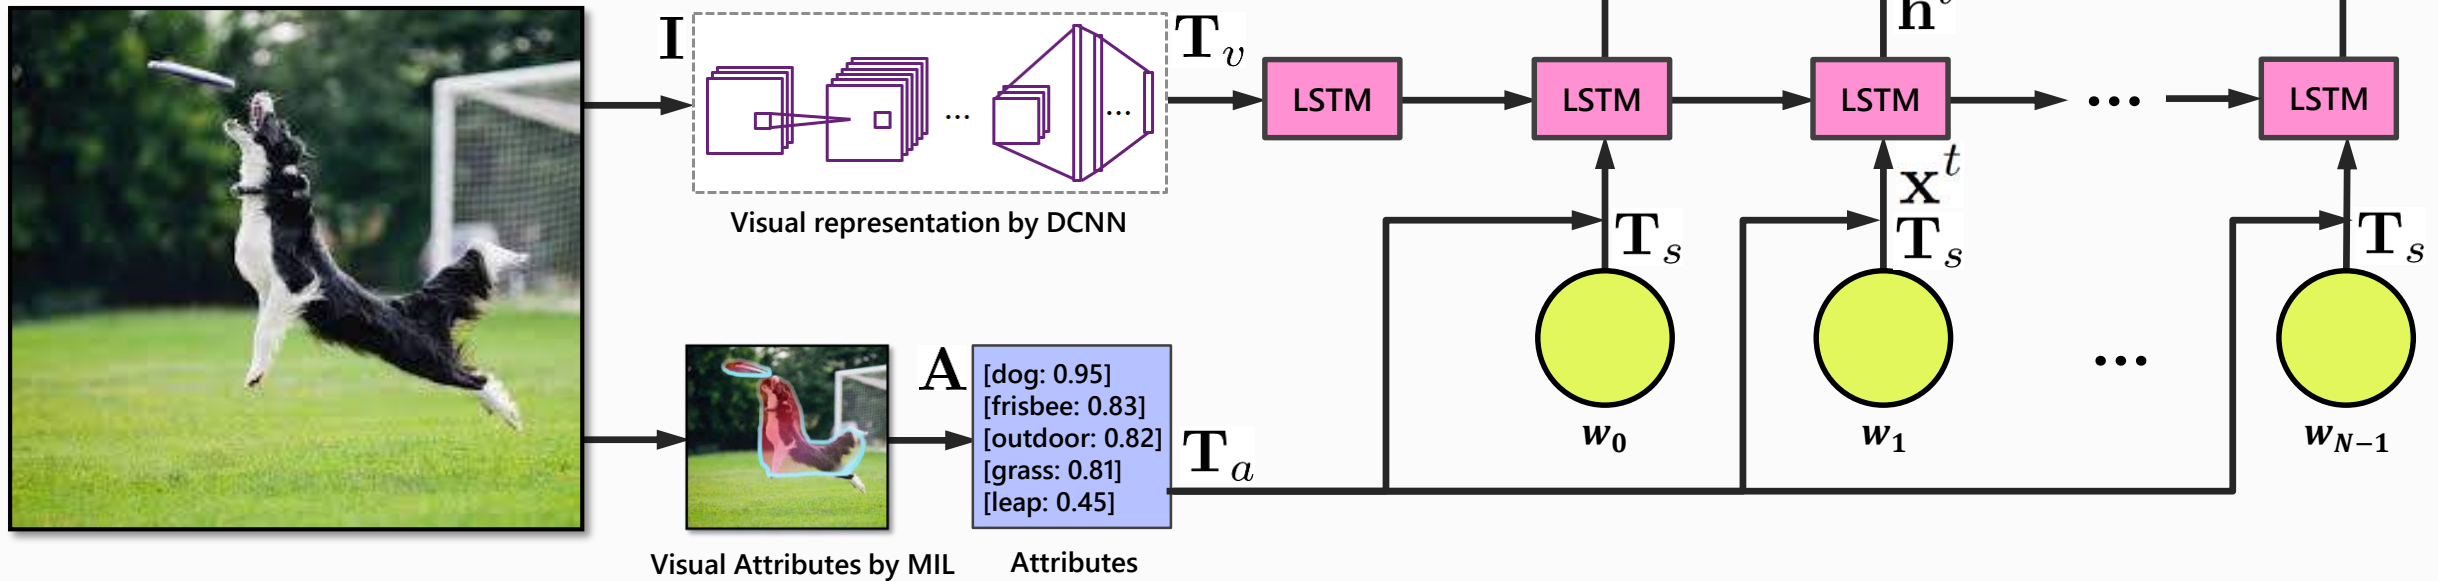 I
T_v
h^t
LSTM
LSTM
LSTM
...
LSTM
...
...
x^t
Visual representation by DCNN
T_s
T_s
T_s
A
[dog: 0.95]
[frisbee: 0.83]
[outdoor: 0.82]
[grass: 0.81]
[leap: 0.45]
T_a
...
w_0
w_1
w_{N-1}
Visual Attributes by MIL
Attributes